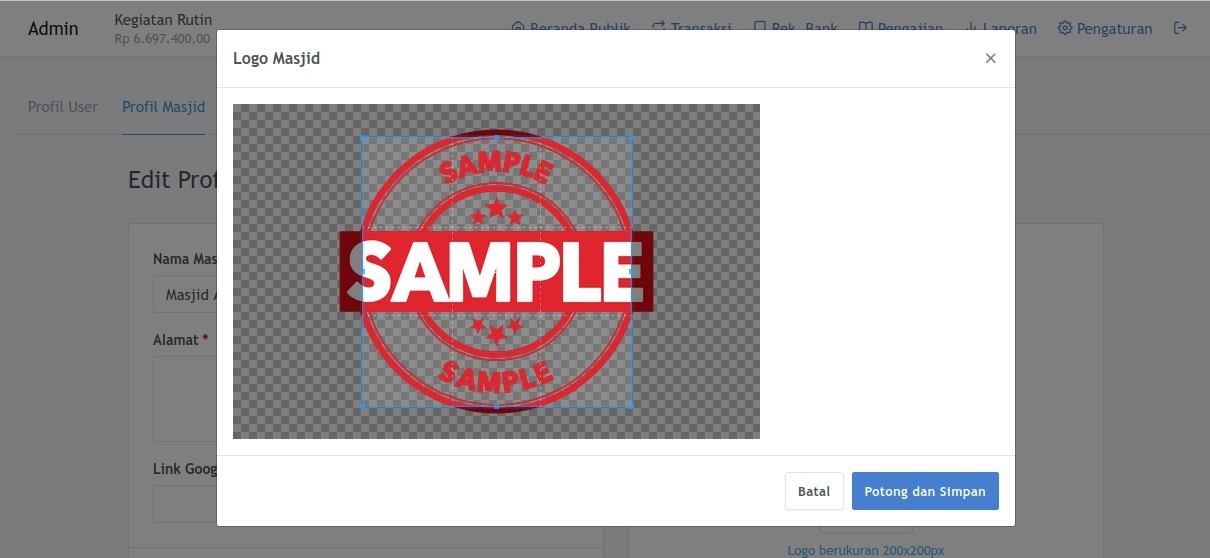 Admin
Kegiatan Rutin
Rp 6.697.400,00
Beranda Publik
Transaksi
Rek. Bank
Pengajian
Laporan
Pengaturan
Logo Masjid
×
Profil User
Profil Masjid
Edit Prof
Nama Mas
Masjid A
Alamat *
Link Goog
SAMPLE
SAMPLE
SAMPLE
Batal
Potong dan Simpan
Logo berukuran 200x200px